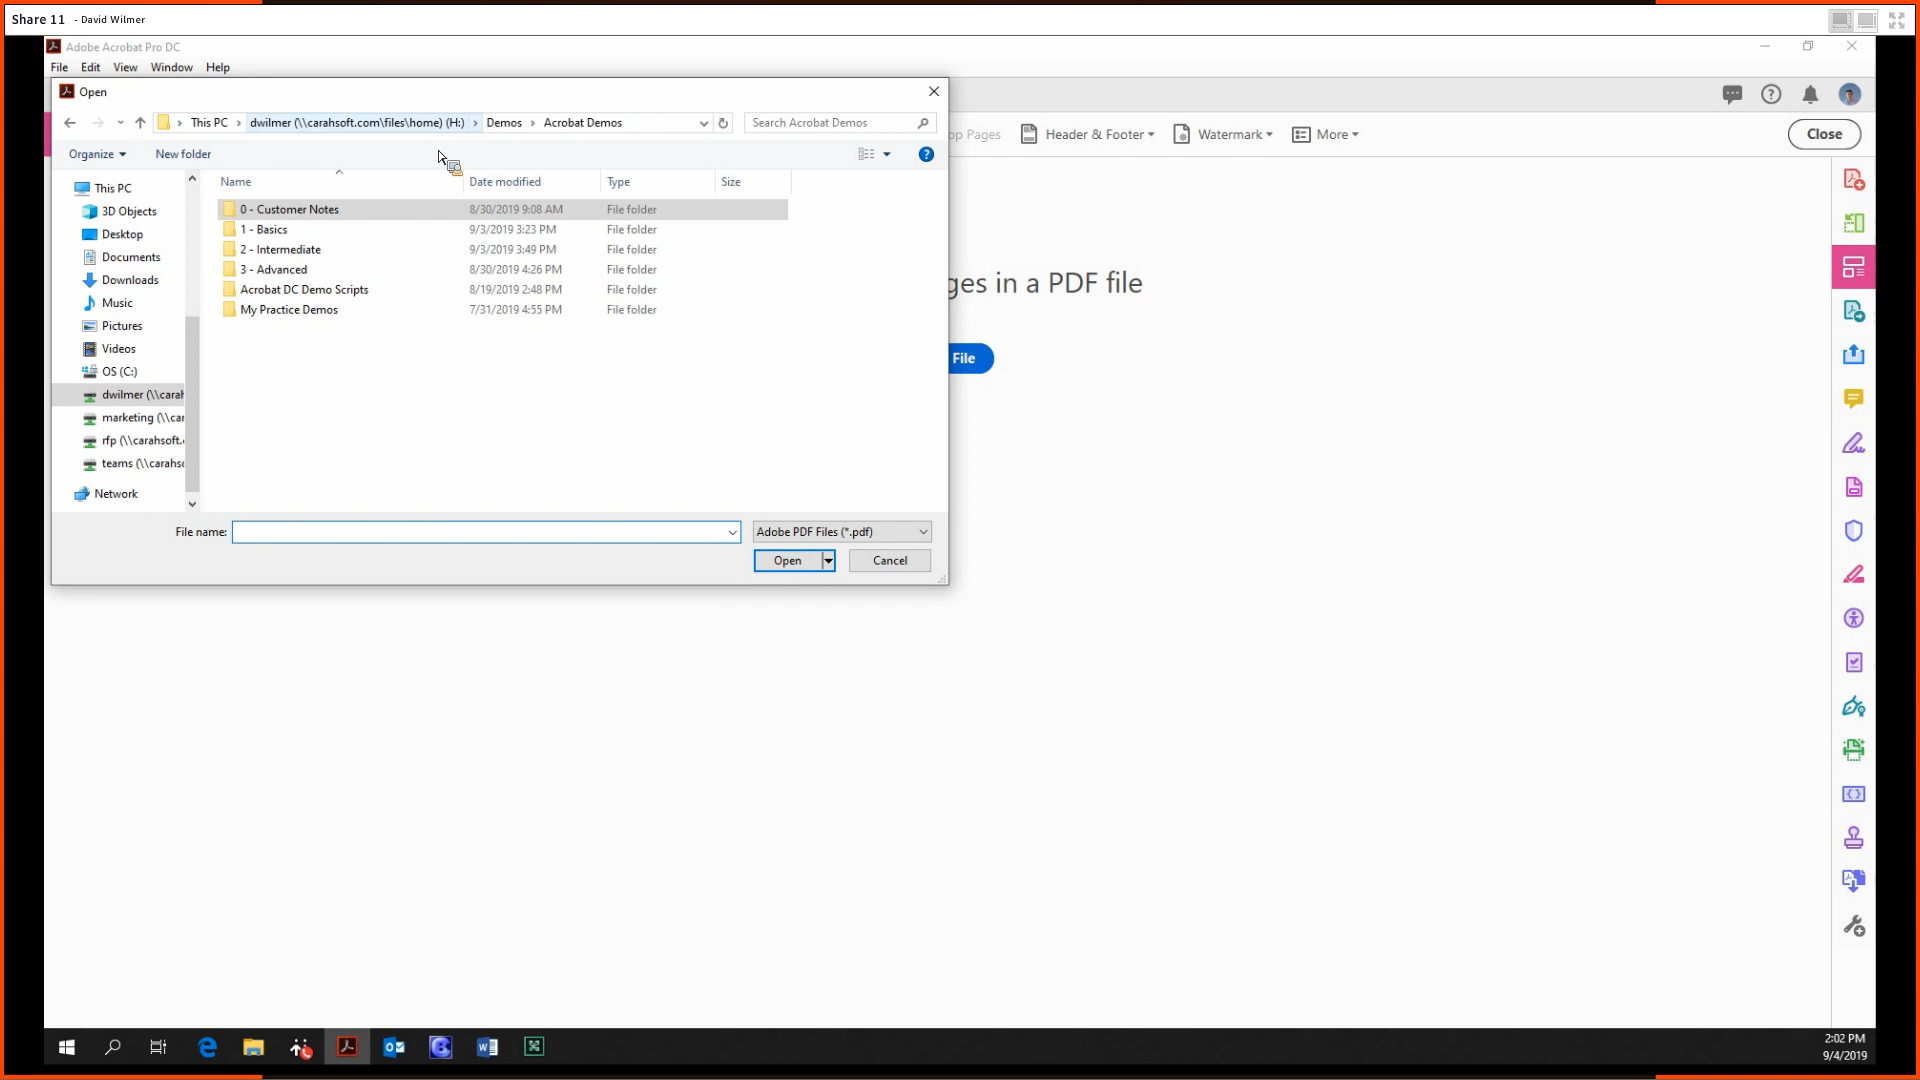 Share 11 - David Wilmer
Adobe Acrobat Pro DC
File Edit View Window Help
Open
This PC dwilmer (\\carahsoft.com\files\home) (H:) Demos Acrobat Demos
Search Acrobat Demos
op Pages Header & Footer Watermark More
Close
Organize New folder
Name Date modified Type Size
This PC
3D Objects
Desktop
Documents
Downloads
Music
Pictures
Videos
OS (C:)
dwilmer (\\carah
marketing (\\car
rfp (\\carahsoft.
teams (\\carahso
Network
0 - Customer Notes 8/30/2019 9:08 AM File folder
1 - Basics 9/3/2019 3:23 PM File folder
2 - Intermediate 9/3/2019 3:49 PM File folder
3 - Advanced 8/30/2019 4:26 PM File folder
Acrobat DC Demo Scripts 8/19/2019 2:48 PM File folder
My Practice Demos 7/31/2019 4:55 PM File folder
ges in a PDF file
File
File name:
Adobe PDF Files (*.pdf)
Open Cancel
2:02 PM
9/4/2019